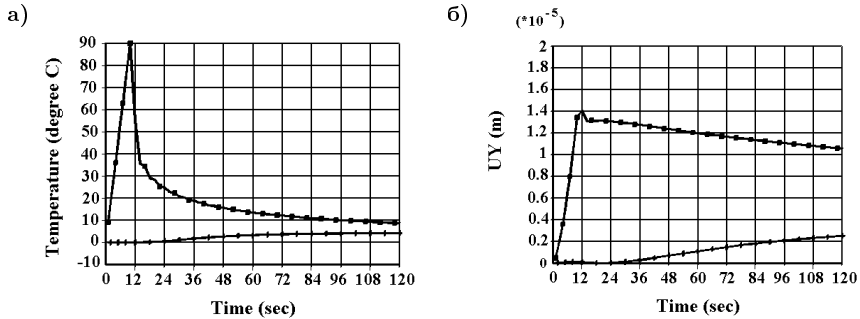 а)
Temperature (degree C)
90
80
70
60
50
40
30
20
10
0
-10
0 12 24 36 48 60 72 84 96 108 120
Time (sec)
б)
(*10⁻⁵)
UY (m)
2
1.8
1.6
1.4
1.2
1
0.8
0.6
0.4
0.2
0
0 12 24 36 48 60 72 84 96 108 120
Time (sec)